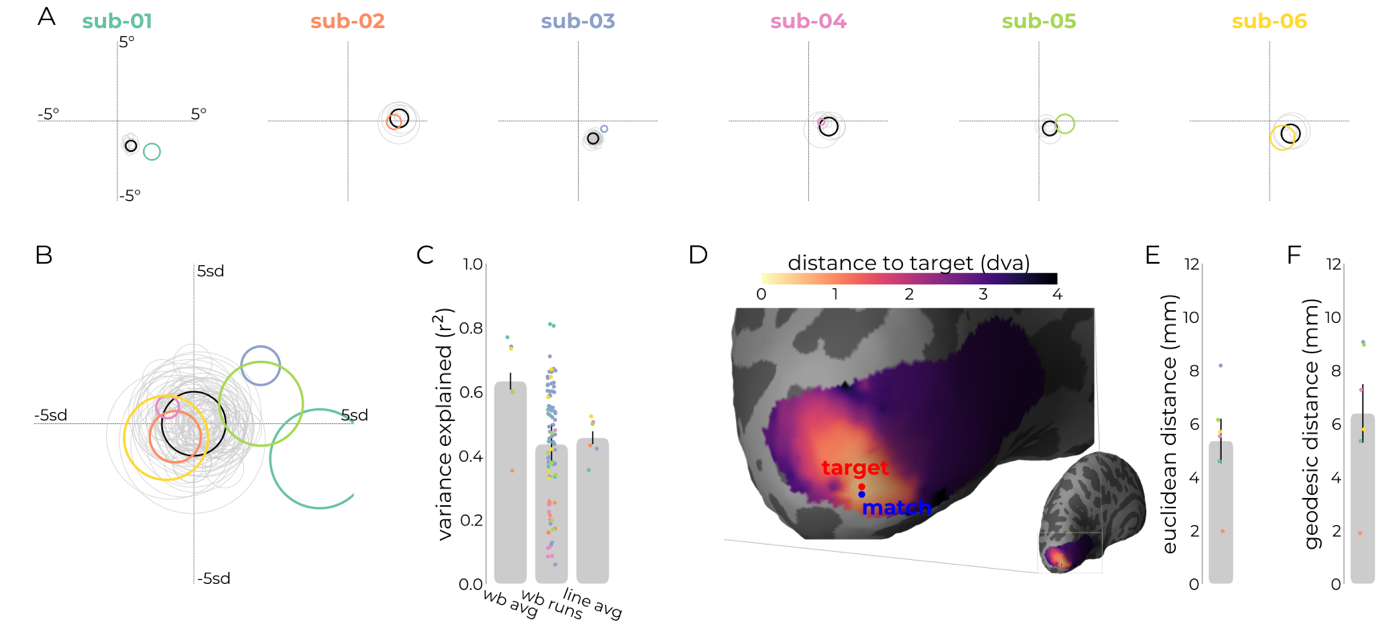 A
sub-01
sub-02
sub-03
sub-04
sub-05
sub-06
5°
-5°
5°
-5°
B
5sd
-5sd
5sd
-5sd
C
variance explained (r²)
1.0
0.8
0.6
0.4
0.2
0.0
wb avg
wb runs
line avg
D
distance to target (dva)
0
1
2
3
4
target
match
E
euclidean distance (mm)
12
10
8
6
4
2
0
F
geodesic distance (mm)
12
10
8
6
4
2
0